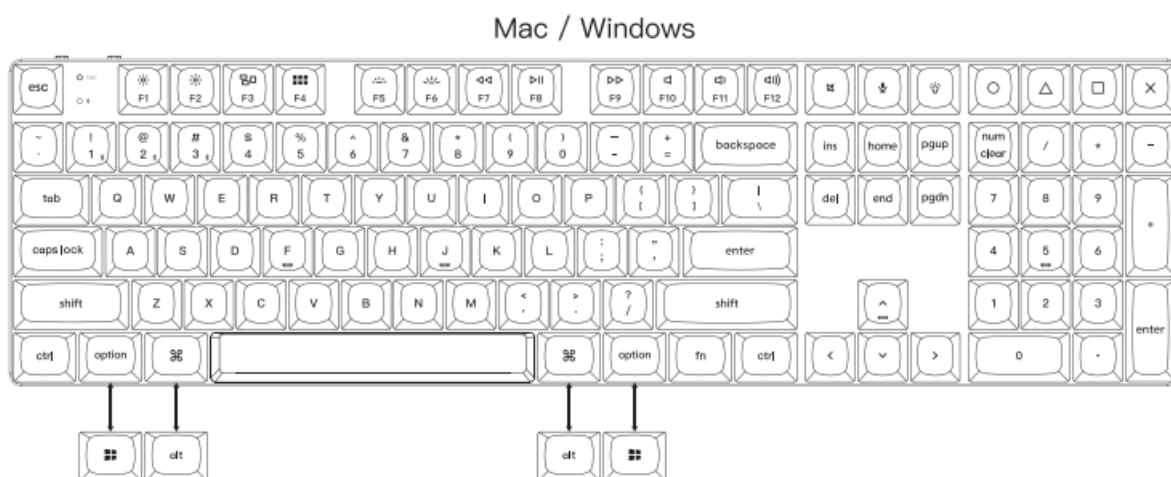 Mac / Windows
esc F1 F2 F3 F4 F5 F6 F7 F8 F9 F10 F11 F12
~ ! @ # $ % ^ & * ( ) — +
` 1 2 3 4 5 6 7 8 9 0 - = backspace ins home pgup num clear / * −
tab Q W E R T Y U I O P { [ } ] | \ del end pgdn 7 8 9 +
caps lock A S D F G H J K L : ; " , enter 4 5 6
shift Z X C V B N M < , > . ? / shift ^ 1 2 3 enter
ctrl option ⌘ ⌘ option fn ctrl < ⌄ > 0 .
alt alt